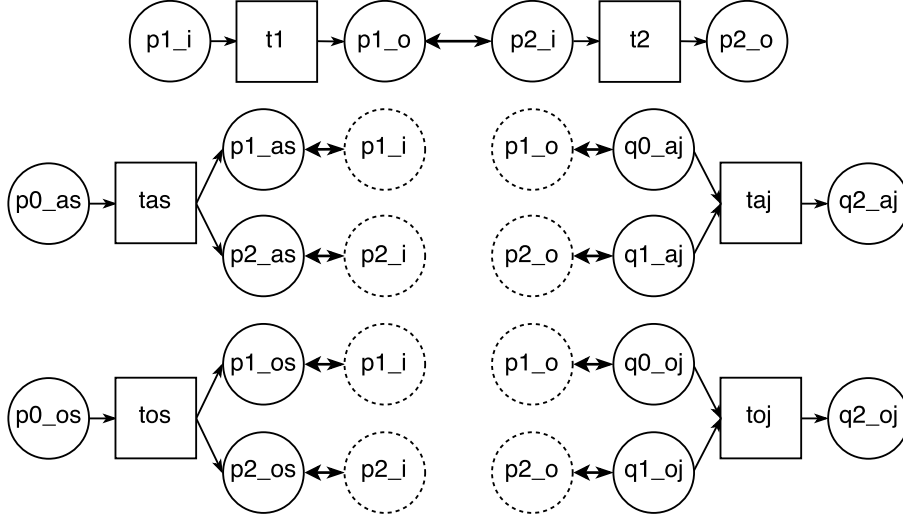 p1_i t1 p1_o p2_i t2 p2_o
p1_as p1_i p1_o q0_aj
p0_as tas taj q2_aj
p2_as p2_i p2_o q1_aj
p1_os p1_i p1_o q0_oj
p0_os tos toj q2_oj
p2_os p2_i p2_o q1_oj